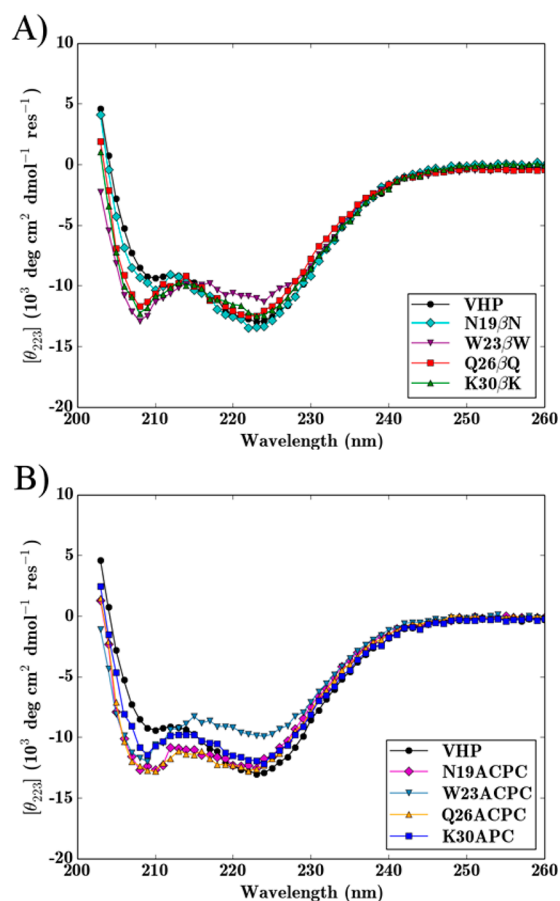 A)
10
5
0
-5
-10
-15
-20
200 210 220 230 240 250 260
Wavelength (nm)
[θ223] (10³ deg cm² dmol⁻¹ res⁻¹)
VHP
N19βN
W23βW
Q26βQ
K30βK
B)
10
5
0
-5
-10
-15
-20
200 210 220 230 240 250 260
Wavelength (nm)
[θ223] (10³ deg cm² dmol⁻¹ res⁻¹)
VHP
N19ACPC
W23ACPC
Q26ACPC
K30APC